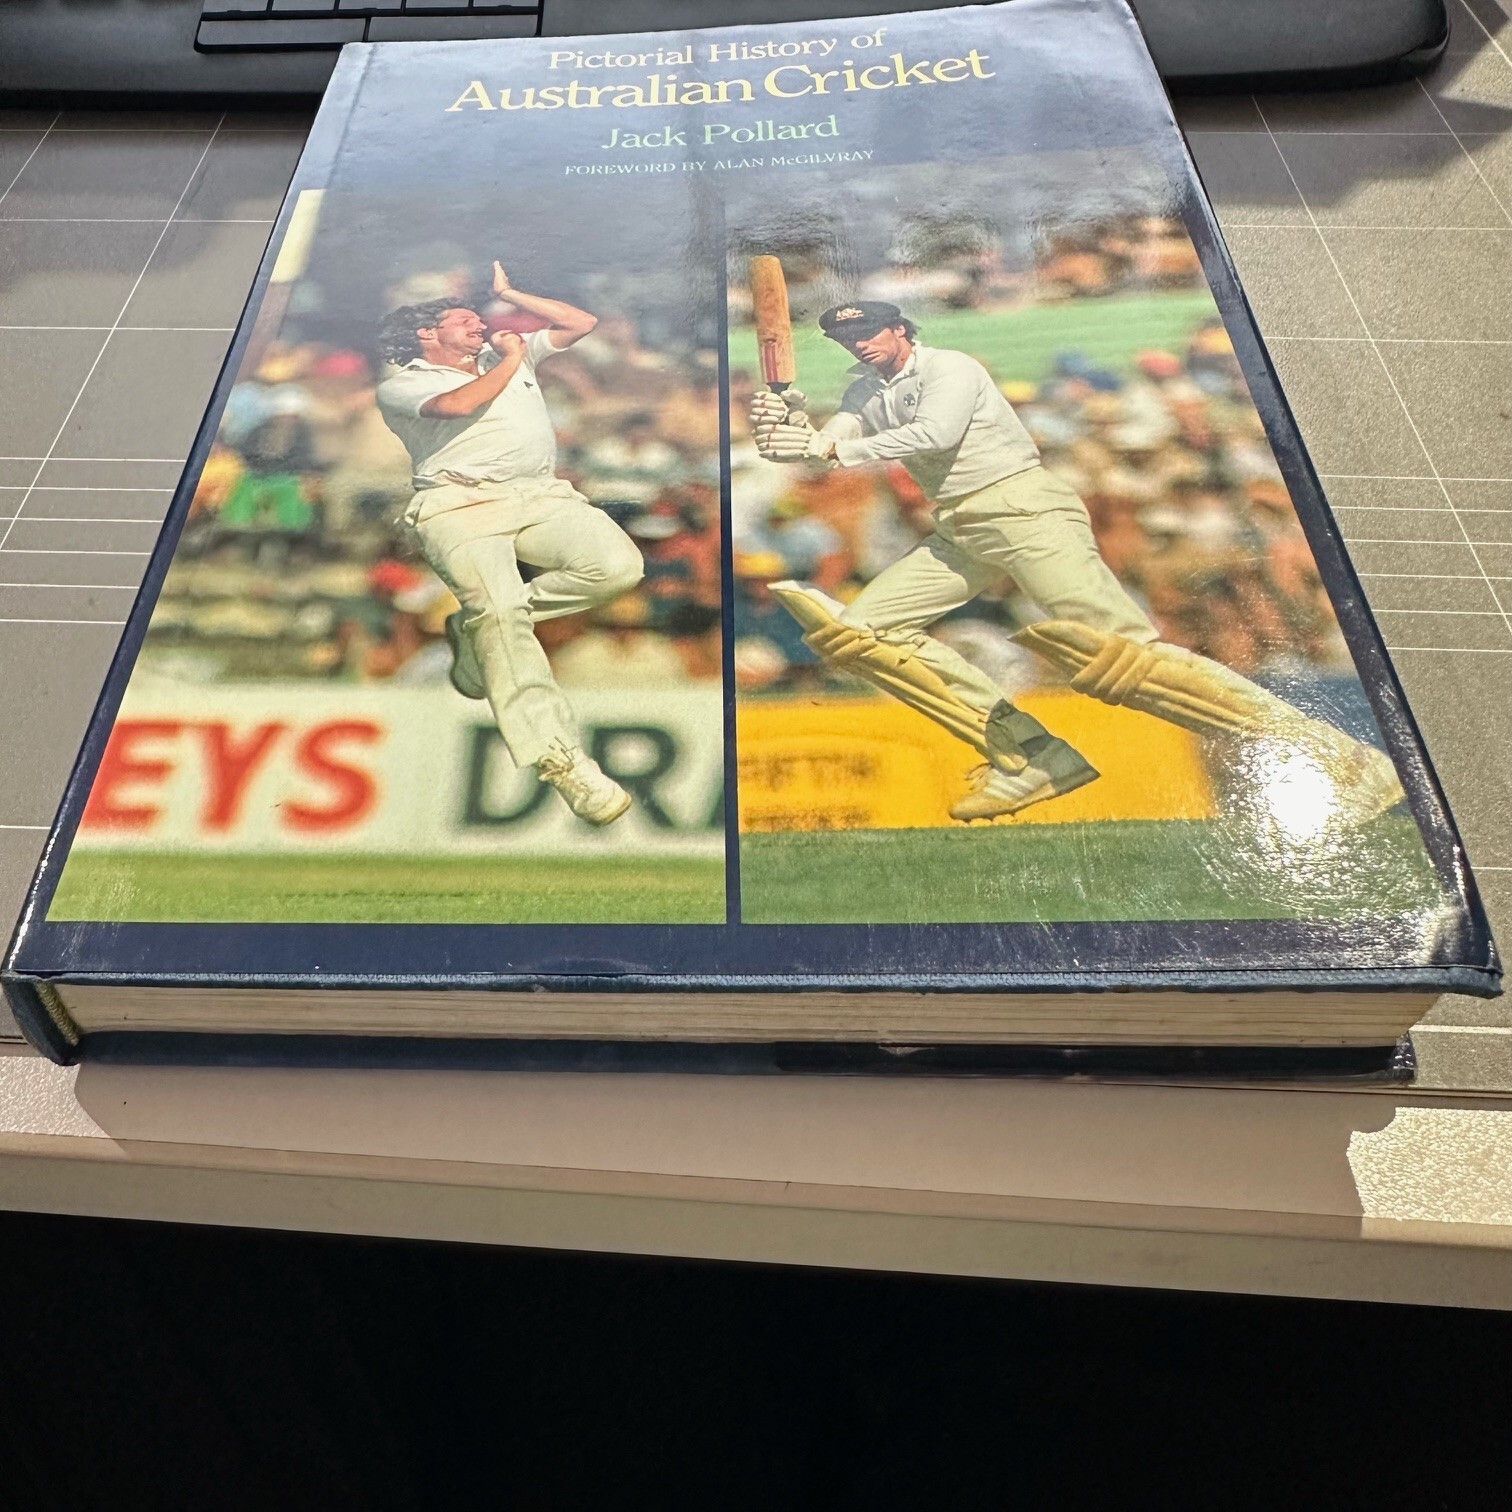 Pictorial History of
Australian Cricket
Jack Pollard
FOREWORD BY ALAN McGILVRAY
EYS DRA